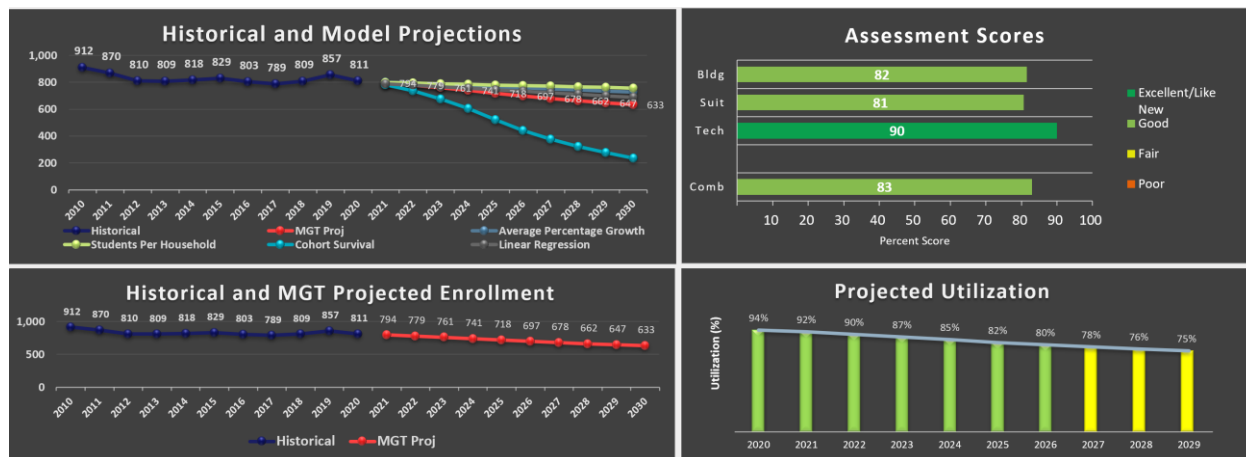 Historical and Model Projections
912 870 810 809 818 829 803 789 809 857 811
1,000
800
600
400
200
0
794 779 761 741 718 697 678 662 647 633
2010 2011 2012 2013 2014 2015 2016 2017 2018 2019 2020 2021 2022 2023 2024 2025 2026 2027 2028 2029 2030
Historical MGT Proj Average Percentage Growth
Students Per Household Cohort Survival Linear Regression
Assessment Scores
Bldg 82
Suit 81
Tech 90
Comb 83
10 20 30 40 50 60 70 80 90 100
Percent Score
Excellent/Like
New
Good
Fair
Poor
Historical and MGT Projected Enrollment
912 870 810 809 818 829 803 789 809 857 811 794 779 761 741 718 697 678 662 647 633
1,000
500
0
2010 2011 2012 2013 2014 2015 2016 2017 2018 2019 2020 2021 2022 2023 2024 2025 2026 2027 2028 2029 2030
Historical MGT Proj
Projected Utilization
Utilization (%)
94% 92% 90% 87% 85% 82% 80% 78% 76% 75%
2020 2021 2022 2023 2024 2025 2026 2027 2028 2029